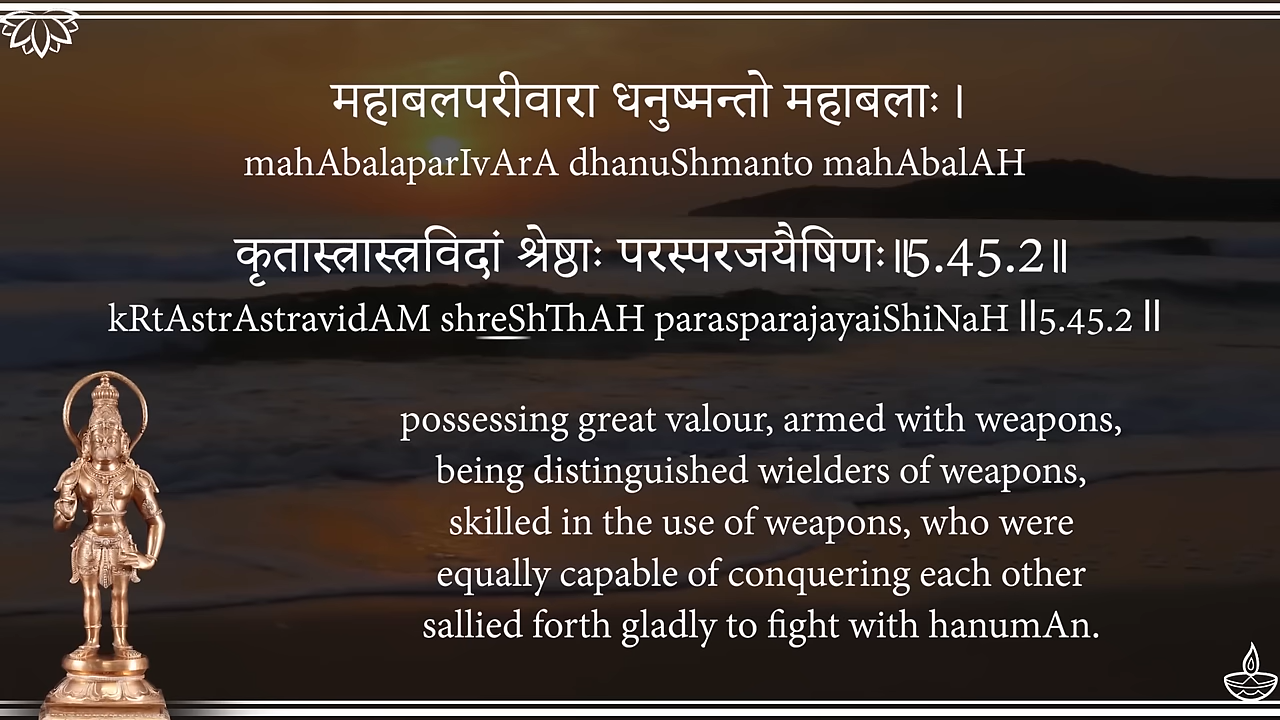 महाबलपरीवारा धनुष्मन्तो महाबलाः ।
mahAbalaparIvArA dhanuShmanto mahAbalAH
कृतास्त्रास्त्रविदां श्रेष्ठाः परस्परजयैषिणः॥5.45.2॥
kRtAstrAstravidAM shreShThAH parasparajayaiShiNaH ||5.45.2 ||
possessing great valour, armed with weapons,
being distinguished wielders of weapons,
skilled in the use of weapons, who were
equally capable of conquering each other
sallied forth gladly to fight with hanumAn.